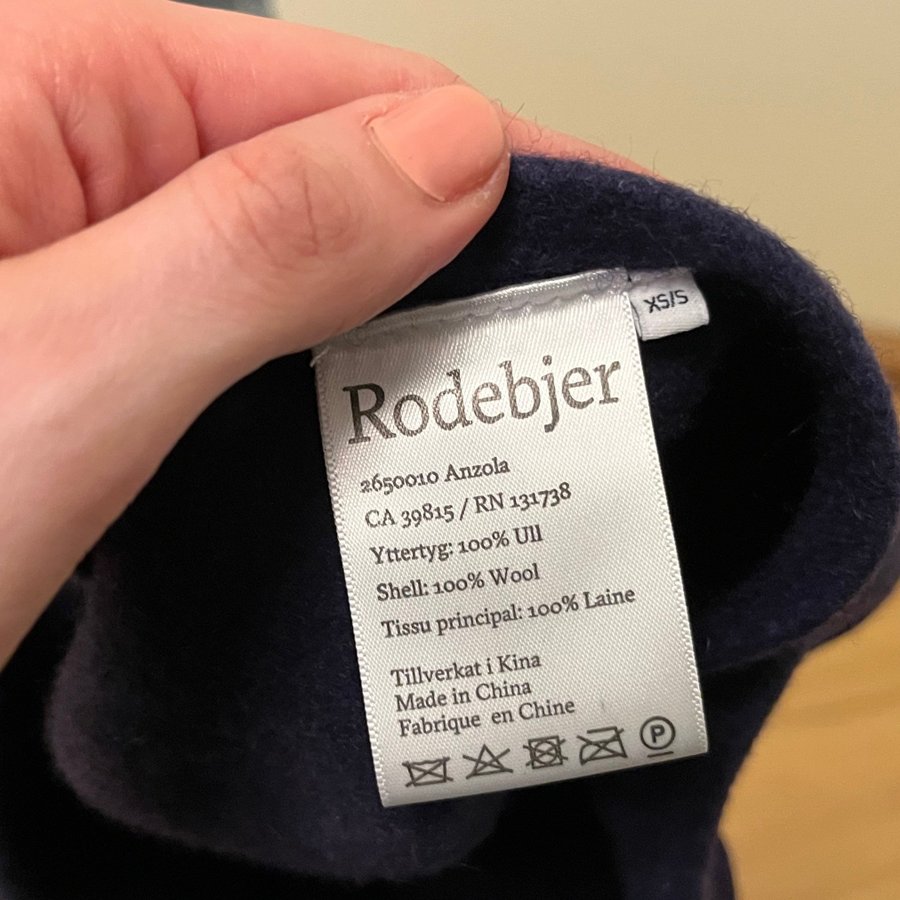 XS/S
Rodebjer
2650010 Anzola
CA 39815 / RN 131738
Yttertyg: 100% Ull
Shell: 100% Wool
Tissu principal: 100% Laine
Tillverkat i Kina
Made in China
Fabrique en Chine
P